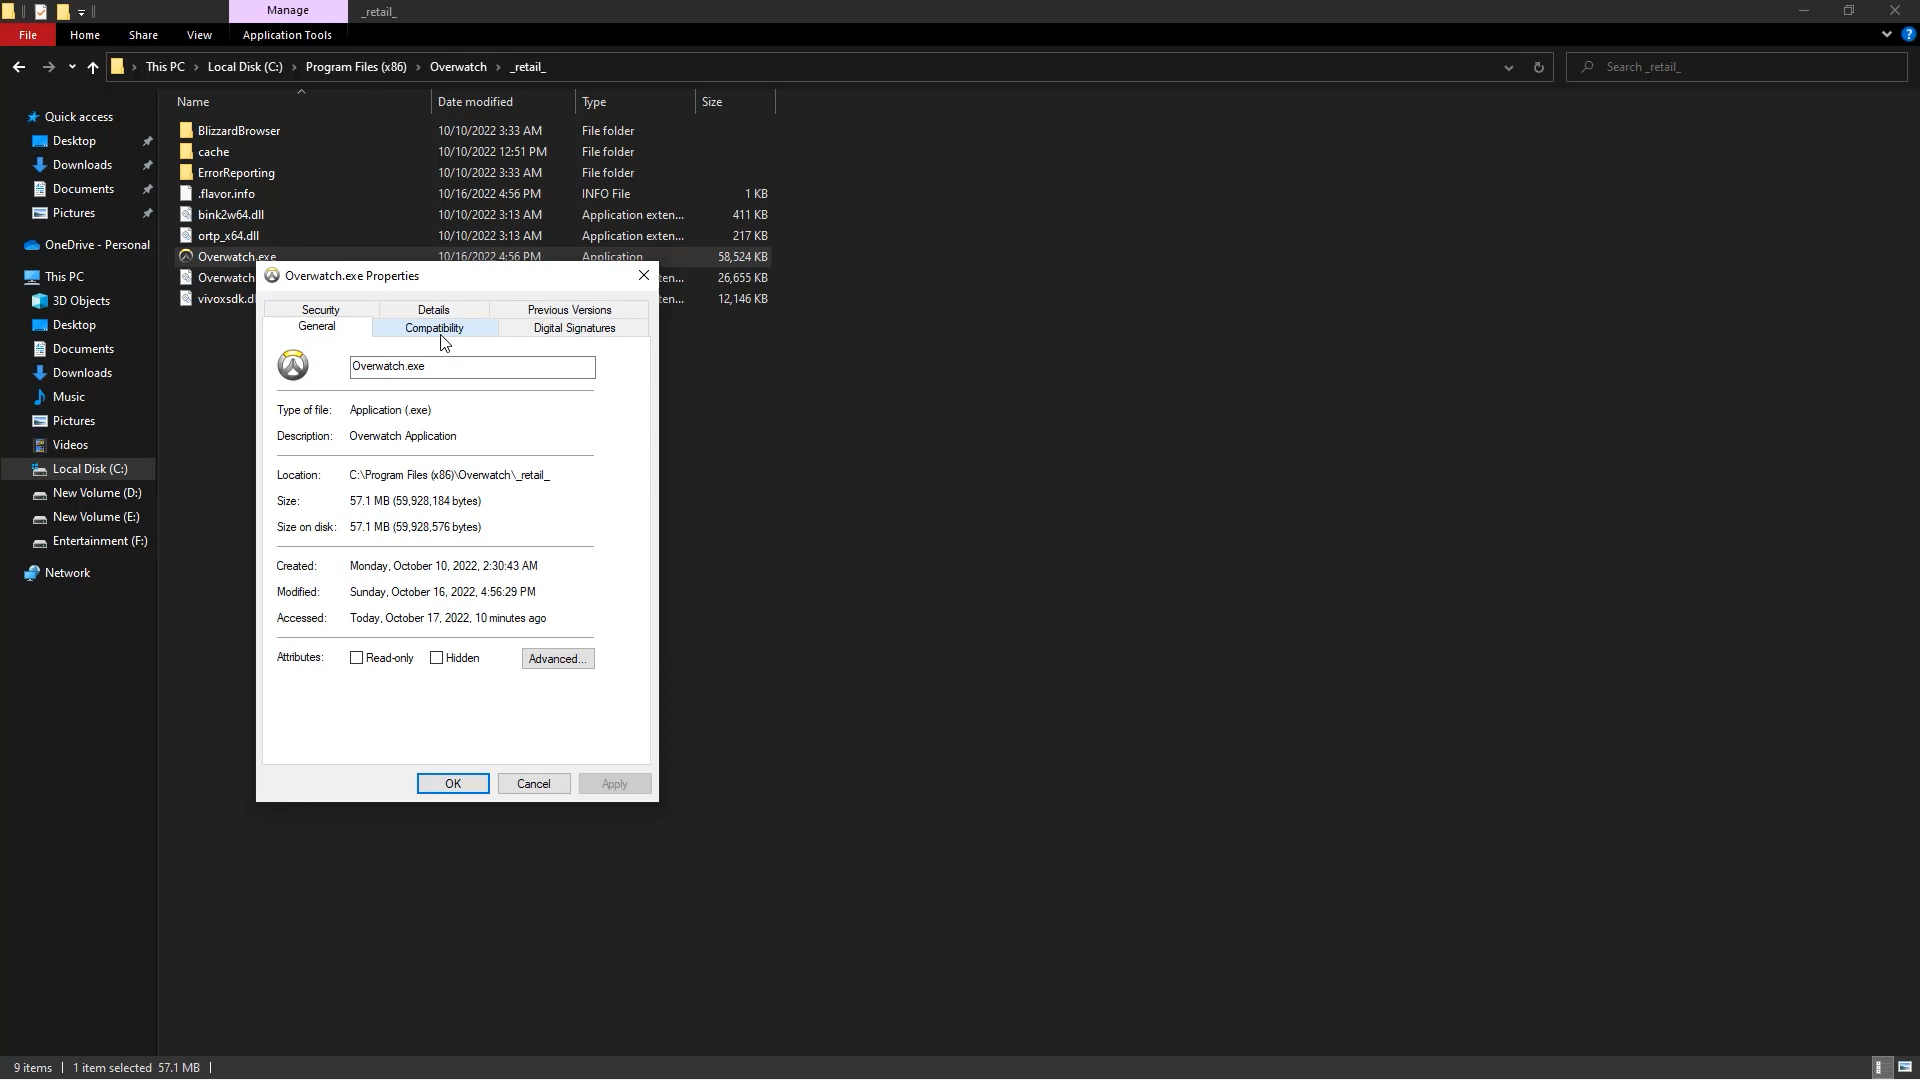 Manage
_retail_
File
Home
Share
View
Application Tools
This PC
Local Disk (C:)
Program Files (x86)
Overwatch
_retail_
Search _retail_
Name
Date modified
Type
Size
BlizzardBrowser 10/10/2022 3:33 AM File folder
cache 10/10/2022 12:51 PM File folder
ErrorReporting 10/10/2022 3:33 AM File folder
.flavor.info 10/16/2022 4:56 PM INFO File 1 KB
bink2w64.dll 10/10/2022 3:13 AM Application exten... 411 KB
ortp_x64.dll 10/10/2022 3:13 AM Application exten... 217 KB
Overwatch.exe 10/16/2022 4:56 PM Application 58,524 KB
Overwatch ten... 26,655 KB
vivoxsdk.d ten... 12,146 KB
Quick access
Desktop
Downloads
Documents
Pictures
OneDrive - Personal
This PC
3D Objects
Desktop
Documents
Downloads
Music
Pictures
Videos
Local Disk (C:)
New Volume (D:)
New Volume (E:)
Entertainment (F:)
Network
Overwatch.exe Properties
Security
Details
Previous Versions
General
Compatibility
Digital Signatures
Overwatch.exe
Type of file: Application (.exe)
Description: Overwatch Application
Location: C:\Program Files (x86)\Overwatch\_retail_
Size: 57.1 MB (59,928,184 bytes)
Size on disk: 57.1 MB (59,928,576 bytes)
Created: Monday, October 10, 2022, 2:30:43 AM
Modified: Sunday, October 16, 2022, 4:56:29 PM
Accessed: Today, October 17, 2022, 10 minutes ago
Attributes: Read-only Hidden Advanced...
OK
Cancel
Apply
9 items
1 item selected 57.1 MB